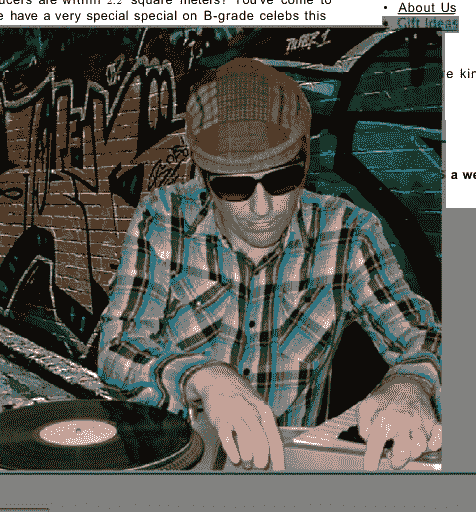 ducers are within 2.2 square meters? You've come to
e have a very special special on B-grade celebs this
• About Us
• Gift Ideas
e kin
a we